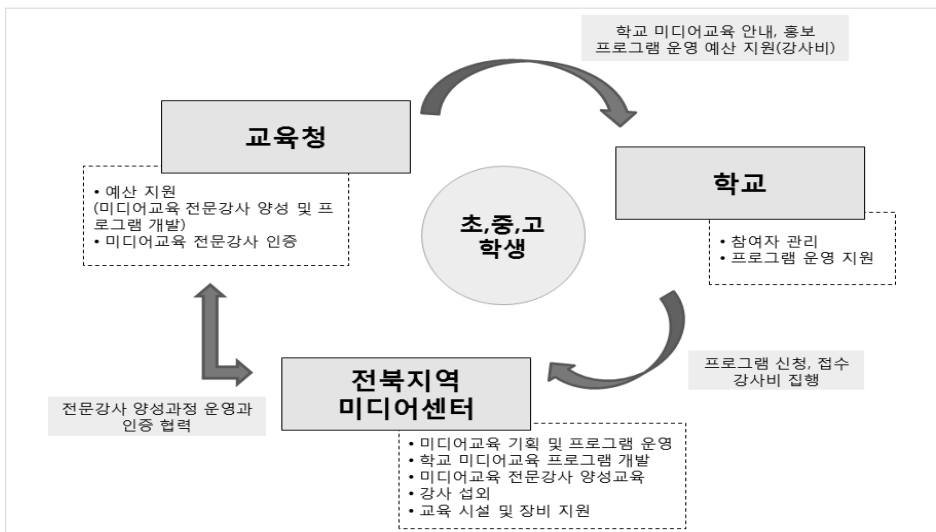 학교 미디어교육 안내, 홍보
프로그램 운영 예산 지원(강사비)
교육청
• 예산 지원
(미디어교육 전문강사 양성 및 프
로그램 개발)
• 미디어교육 전문강사 인증
학교
• 참여자 관리
• 프로그램 운영 지원
초,중,고
학생
프로그램 신청, 접수
강사비 집행
전북지역
미디어센터
• 미디어교육 기획 및 프로그램 운영
• 학교 미디어교육 프로그램 개발
• 미디어교육 전문강사 양성교육
• 강사 섭외
• 교육 시설 및 장비 지원
전문강사 양성과정 운영과
인증 협력